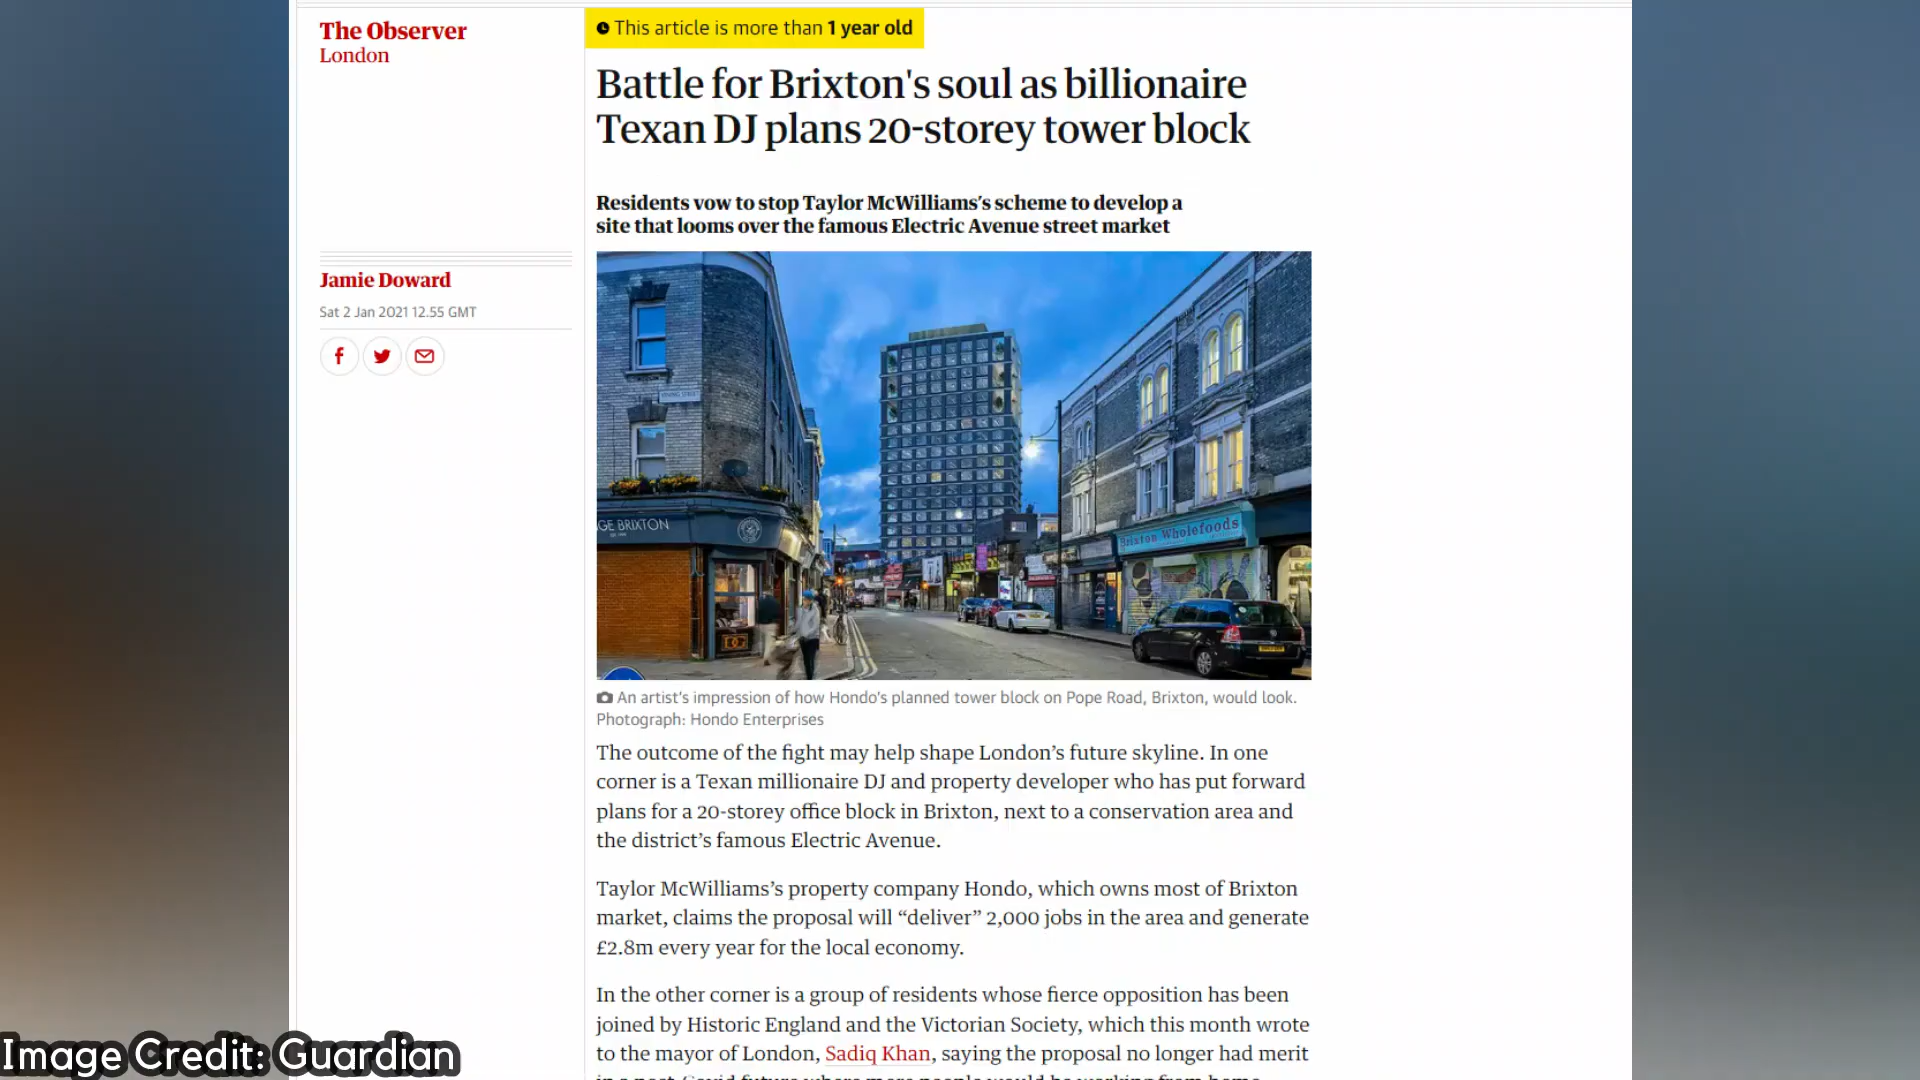 The Observer
London
This article is more than 1 year old
Battle for Brixton's soul as billionaire
Texan DJ plans 20-storey tower block
Residents vow to stop Taylor McWilliams’s scheme to develop a
site that looms over the famous Electric Avenue street market
Jamie Doward
Sat 2 Jan 2021 12.55 GMT
GE BRIXTON
Brixton Wholefoods
An artist’s impression of how Hondo’s planned tower block on Pope Road, Brixton, would look.
Photograph: Hondo Enterprises
The outcome of the fight may help shape London’s future skyline. In one
corner is a Texan millionaire DJ and property developer who has put forward
plans for a 20-storey office block in Brixton, next to a conservation area and
the district’s famous Electric Avenue.
Taylor McWilliams’s property company Hondo, which owns most of Brixton
market, claims the proposal will “deliver” 2,000 jobs in the area and generate
£2.8m every year for the local economy.
In the other corner is a group of residents whose fierce opposition has been
joined by Historic England and the Victorian Society, which this month wrote
to the mayor of London, Sadiq Khan, saying the proposal no longer had merit
Image Credit: Guardian